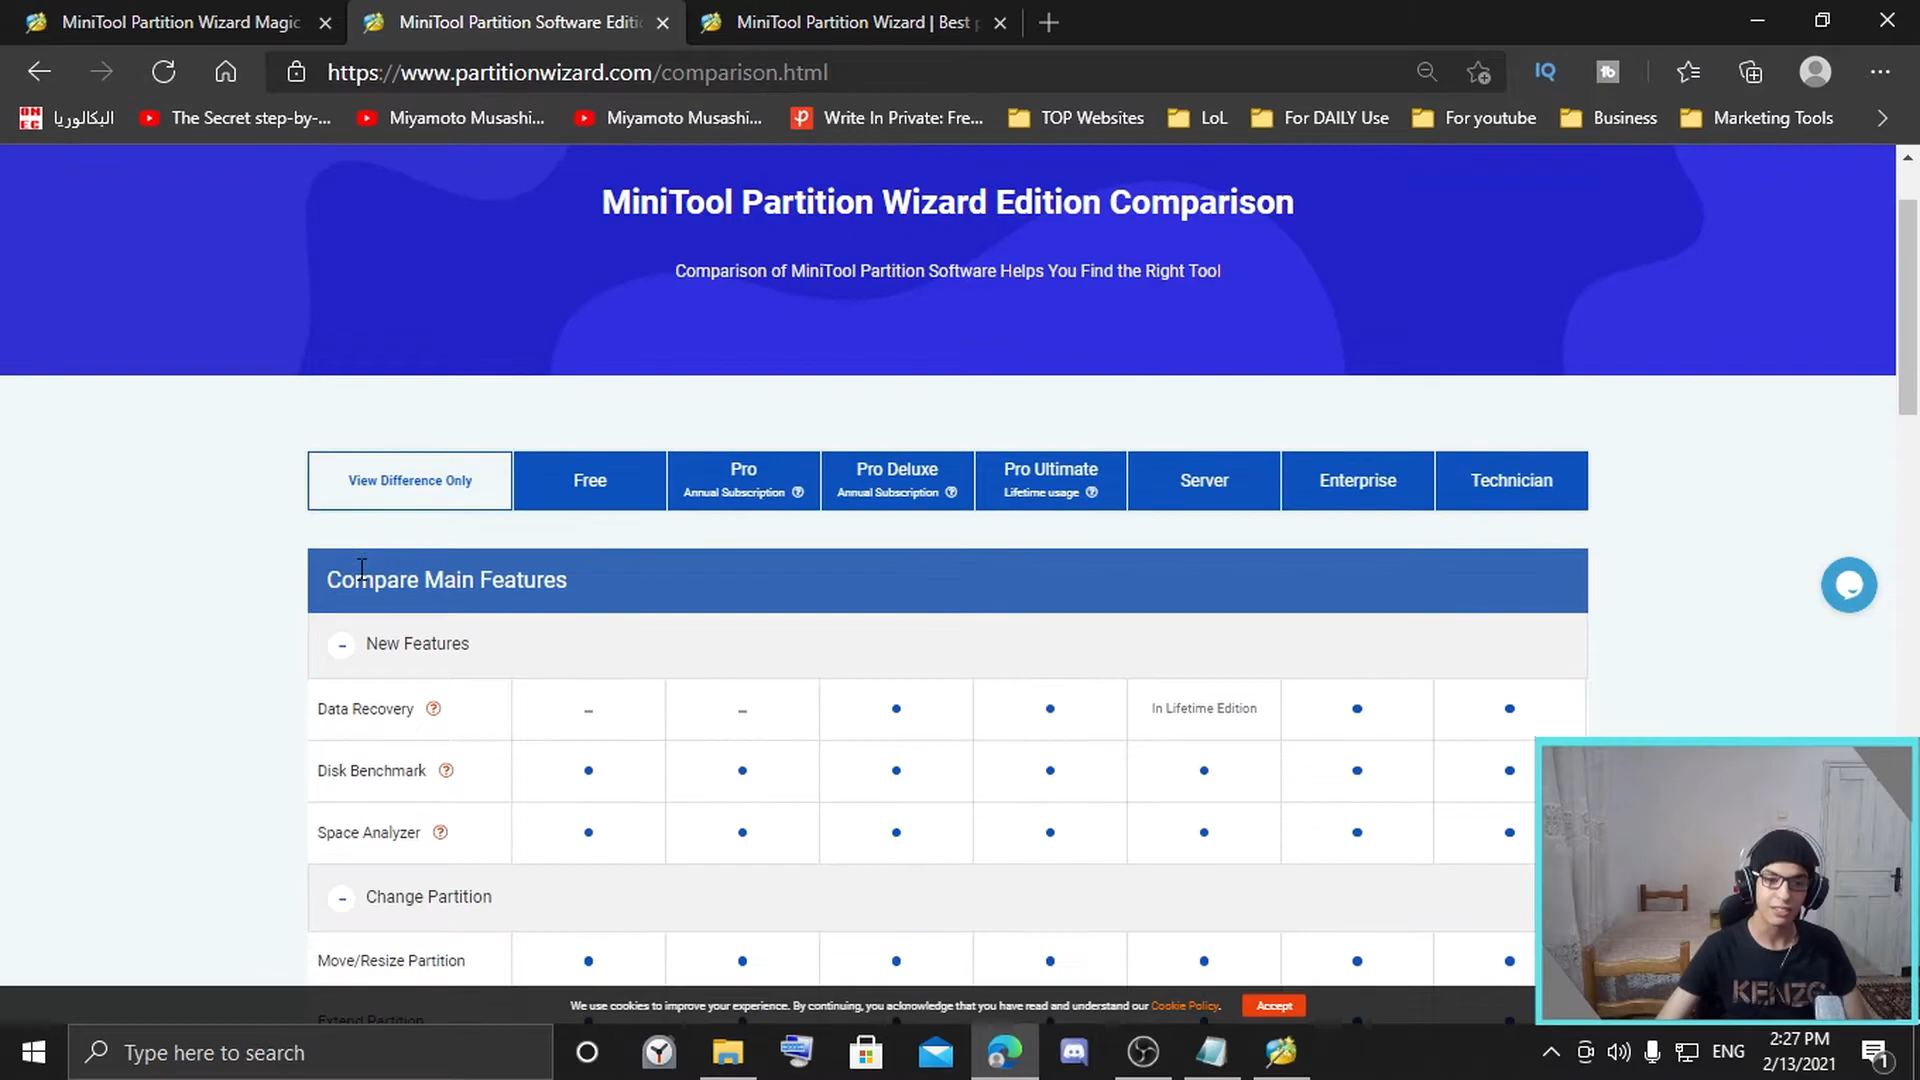 MiniTool Partition Wizard Magic
MiniTool Partition Software Editi
MiniTool Partition Wizard | Best p
https://www.partitionwizard.com/comparison.html
IQ
tb
ONEC البكالوريا
The Secret step-by-...
Miyamoto Musashi...
Miyamoto Musashi...
Write In Private: Fre...
TOP Websites
LoL
For DAILY Use
For youtube
Business
Marketing Tools
MiniTool Partition Wizard Edition Comparison
Comparison of MiniTool Partition Software Helps You Find the Right Tool
View Difference Only
Free
Pro
Annual Subscription ?
Pro Deluxe
Annual Subscription ?
Pro Ultimate
Lifetime usage ?
Server
Enterprise
Technician
Compare Main Features
- New Features
Data Recovery ? – – • • In Lifetime Edition • •
Disk Benchmark ? • • • • • • •
Space Analyzer ? • • • • • • •
- Change Partition
Move/Resize Partition • • • • • • •
Extend Partition
We use cookies to improve your experience. By continuing, you acknowledge that you have read and understand our Cookie Policy.
Accept
KENZO
Type here to search
ENG
2:27 PM
2/13/2021
1